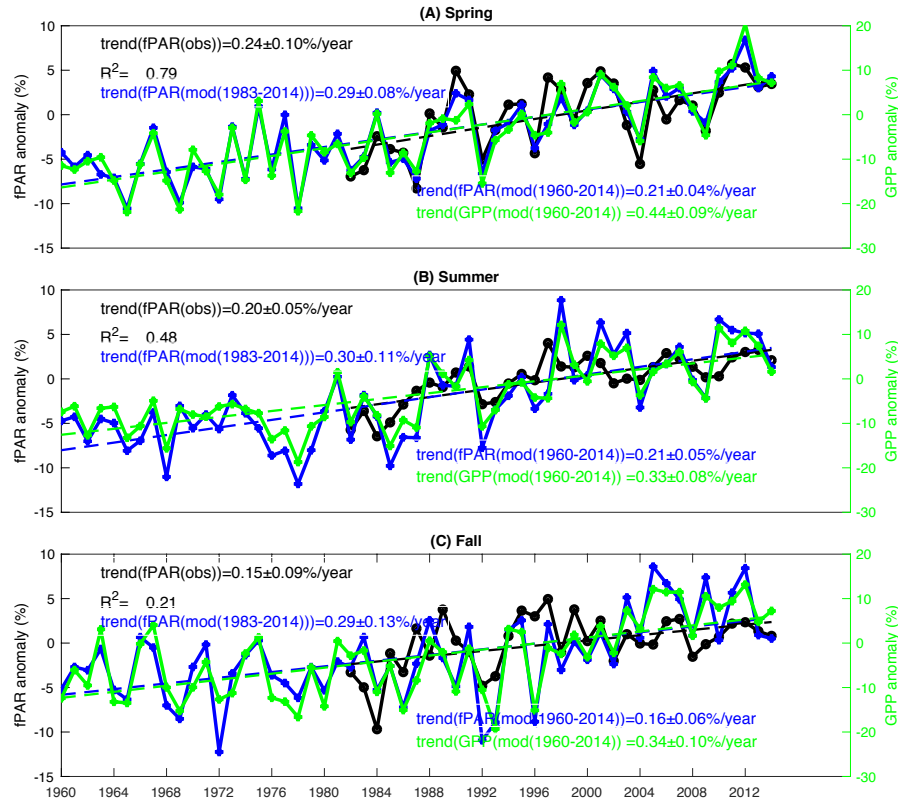 (A) Spring
10
5
0
-5
-10
-15
fPAR anomaly (%)
trend(fPAR(obs))=0.24±0.10%/year
R2= 0.79
trend(fPAR(mod(1983-2014)))=0.29±0.08%/year
trend(fPAR(mod(1960-2014)=0.21±0.04%/year
trend(GPP(mod(1960-2014)) =0.44±0.09%/year
20
10
0
-10
-20
-30
GPP anomaly (%)
(B) Summer
10
5
0
-5
-10
-15
fPAR anomaly (%)
trend(fPAR(obs))=0.20±0.05%/year
R2= 0.48
trend(fPAR(mod(1983-2014)))=0.30±0.11%/year
trend(fPAR(mod(1960-2014)=0.21±0.05%/year
trend(GPP(mod(1960-2014)) =0.33±0.08%/year
20
10
0
-10
-20
-30
GPP anomaly (%)
(C) Fall
10
5
0
-5
-10
-15
fPAR anomaly (%)
trend(fPAR(obs))=0.15±0.09%/year
R2= 0.21
trend(fPAR(mod(1983-2014)))=0.29±0.13%/year
trend(fPAR(mod(1960-2014)=0.16±0.06%/year
trend(GPP(mod(1960-2014)) =0.34±0.10%/year
20
10
0
-10
-20
-30
GPP anomaly (%)
1960 1964 1968 1972 1976 1980 1984 1988 1992 1996 2000 2004 2008 2012